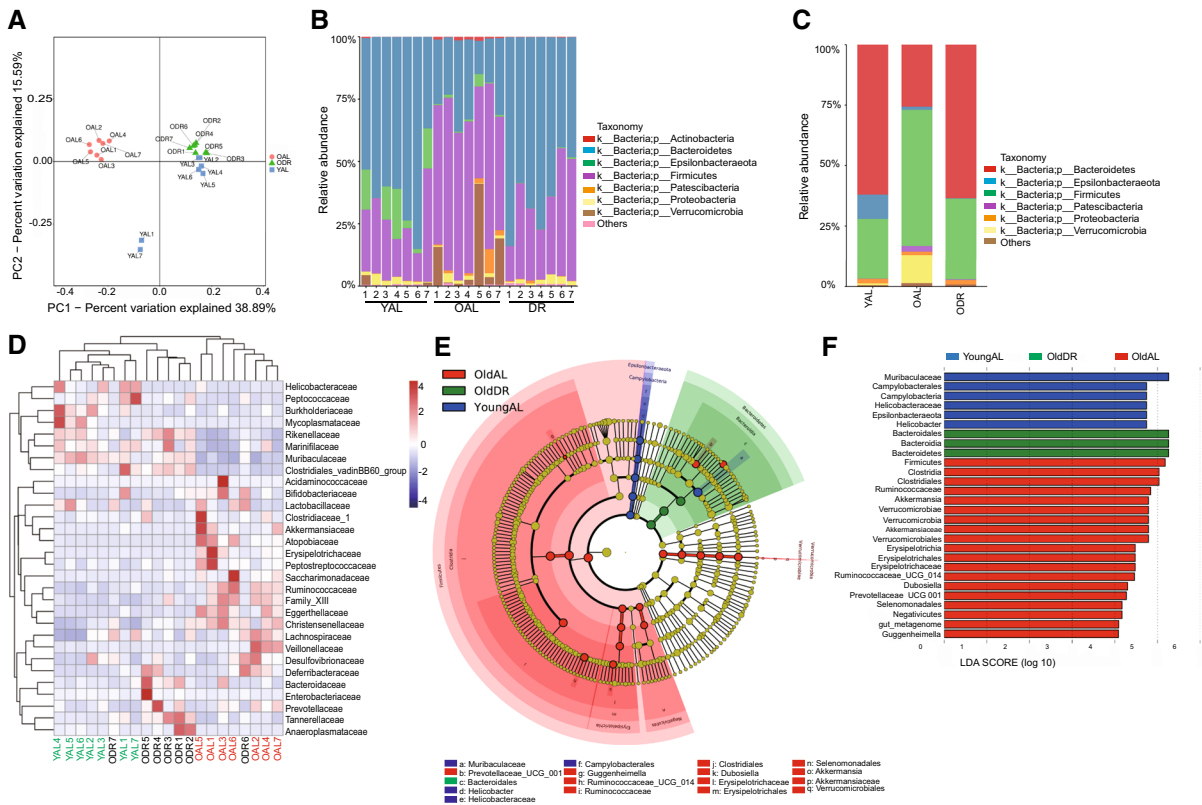 A
PC2 − Percent variation explained 15.59%
0.25
0.00
-0.25
OAL2
OAL4
OAL6
OAL1
OAL7
OAL5
OAL3
ODR6
ODR2
ODR4
ODR7
ODR5
ODR1
ODR3
YAL3
YAL2
YAL4
YAL6
YAL5
YAL1
YAL7
OAL
ODR
YAL
-0.4 -0.2 0.0 0.2 0.4
PC1 − Percent variation explained 38.89%
B
Relative abundance
100%
75%
50%
25%
0%
1 2 3 4 5 6 7 1 2 3 4 5 6 7 1 2 3 4 5 6 7
YAL OAL DR
Taxonomy
k__Bacteria;p__Actinobacteria
k__Bacteria;p__Bacteroidetes
k__Bacteria;p__Epsilonbacteraeota
k__Bacteria;p__Firmicutes
k__Bacteria;p__Patescibacteria
k__Bacteria;p__Proteobacteria
k__Bacteria;p__Verrucomicrobia
Others
C
Relative abundance
100%
75%
50%
25%
0%
YAL OAL ODR
Taxonomy
k__Bacteria;p__Bacteroidetes
k__Bacteria;p__Epsilonbacteraeota
k__Bacteria;p__Firmicutes
k__Bacteria;p__Patescibacteria
k__Bacteria;p__Proteobacteria
k__Bacteria;p__Verrucomicrobia
Others
D
Helicobacteraceae
Peptococcaceae
Burkholderiaceae
Mycoplasmataceae
Rikenellaceae
Marinifilaceae
Muribaculaceae
Clostridiales_vadinBB60_group
Acidaminococcaceae
Bifidobacteriaceae
Lactobacillaceae
Clostridiaceae_1
Akkermansiaceae
Atopobiaceae
Erysipelotrichaceae
Peptostreptococcaceae
Saccharimonadaceae
Ruminococcaceae
Family_XIII
Eggerthellaceae
Christensenellaceae
Lachnospiraceae
Veillonellaceae
Desulfovibrionaceae
Deferribacteraceae
Bacteroidaceae
Enterobacteriaceae
Prevotellaceae
Tannerellaceae
Anaeroplasmataceae
YAL4 YAL5 YAL6 YAL2 YAL3 ODR7 YAL1 YAL7 ODR5 ODR4 ODR3 ODR1 ODR2 OAL5 OAL1 OAL3 OAL6 ODR6 OAL2 OAL4 OAL7
4
2
0
-2
-4
E
OldAL
OldDR
YoungAL
Epsilonbacteraeota
Campylobacteria
Bacteroidetes
Bacteroidia
Firmicutes
Clostridia
Verrucomicrobia
Verrucomicrobiae
Erysipelotrichia
Negativicutes
a: Muribaculaceae
b: Prevotellaceae_UCG_001
c: Bacteroidales
d: Helicobacter
e: Helicobacteraceae
f: Campylobacterales
g: Guggenheimella
h: Ruminococcaceae_UCG_014
i: Ruminococcaceae
j: Clostridiales
k: Dubosiella
l: Erysipelotrichaceae
m: Erysipelotrichales
n: Selenomonadales
o: Akkermansia
p: Akkermansiaceae
q: Verrucomicrobiales
F
YoungAL OldDR OldAL
Muribaculaceae
Campylobacterales
Campylobacteria
Helicobacteraceae
Epsilonbacteraeota
Helicobacter
Bacteroidales
Bacteroidia
Bacteroidetes
Firmicutes
Clostridia
Clostridiales
Ruminococcaceae
Akkermansia
Verrucomicrobiae
Verrucomicrobia
Akkermansiaceae
Verrucomicrobiales
Erysipelotrichia
Erysipelotrichales
Erysipelotrichaceae
Ruminococcaceae_UCG_014
Dubosiella
Prevotellaceae UCG 001
Selenomonadales
Negativicutes
gut_metagenome
Guggenheimella
0 1 2 3 4 5 6
LDA SCORE (log 10)